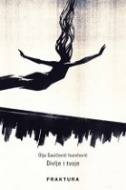 Olja Savičević Ivančević
Divlje i tvoje
FRAKTURA